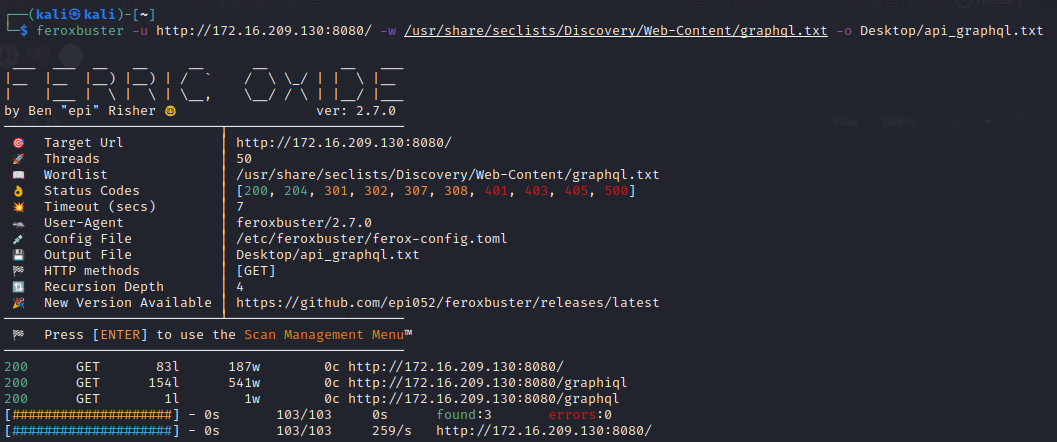 ┌──(kali㉿kali)-[~]
└─$ feroxbuster -u http://172.16.209.130:8080/ -w /usr/share/seclists/Discovery/Web-Content/graphql.txt -o Desktop/api_graphql.txt
FERRIC OXIDE
by Ben "epi" Risher 🤓 ver: 2.7.0
🎯 Target Url │ http://172.16.209.130:8080/
🚀 Threads │ 50
📖 Wordlist │ /usr/share/seclists/Discovery/Web-Content/graphql.txt
👌 Status Codes │ [200, 204, 301, 302, 307, 308, 401, 403, 405, 500]
💥 Timeout (secs) │ 7
🦡 User-Agent │ feroxbuster/2.7.0
💉 Config File │ /etc/feroxbuster/ferox-config.toml
💾 Output File │ Desktop/api_graphql.txt
🏁 HTTP methods │ [GET]
🔃 Recursion Depth │ 4
🎉 New Version Available │ https://github.com/epi052/feroxbuster/releases/latest
🏁 Press [ENTER] to use the Scan Management Menu™
200 GET 83l 187w 0c http://172.16.209.130:8080/
200 GET 154l 541w 0c http://172.16.209.130:8080/graphiql
200 GET 1l 1w 0c http://172.16.209.130:8080/graphql
[####################] - 0s 103/103 0s found:3 errors:0
[####################] - 0s 103/103 259/s http://172.16.209.130:8080/